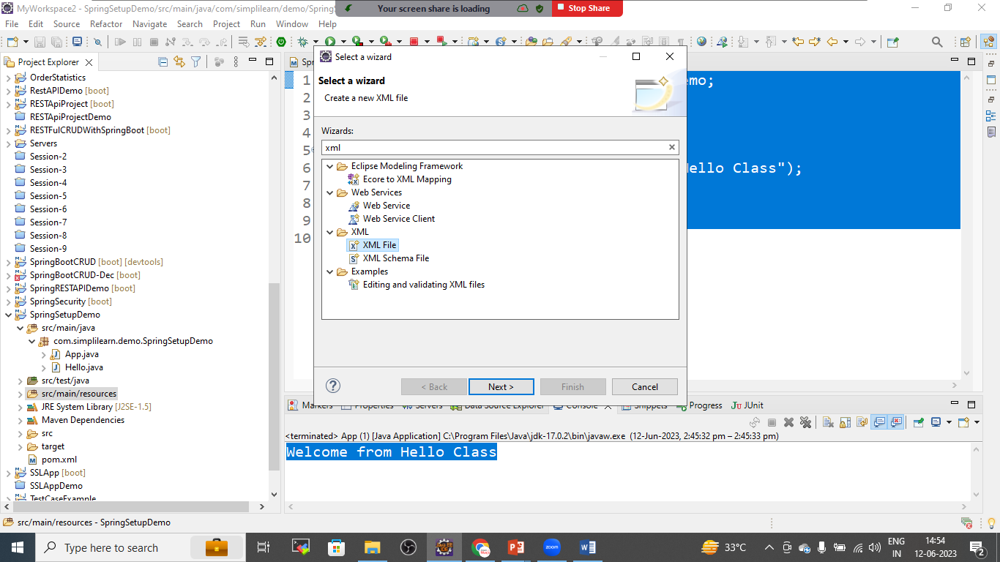 MyWorkspace2 - SpringSetupDemo/src/main/java/com/simplilearn/demo/SpringSetupDemo
Your screen share is loading
Stop Share
File Edit Source Refactor Navigate Search Project Run Window Help
Project Explorer
OrderStatistics
RestAPIDemo [boot]
RESTApiProject [boot]
RESTApiProjectDemo
RESTFulCRUDWithSpringBoot [boot]
Servers
Session-2
Session-3
Session-4
Session-5
Session-6
Session-7
Session-8
Session-9
SpringBootCRUD [boot] [devtools]
SpringBootCRUD-Dec [boot]
SpringRESTAPIDemo [boot]
SpringSecurity [boot]
SpringSetupDemo
src/main/java
com.simplilearn.demo.SpringSetupDemo
App.java
Hello.java
src/test/java
src/main/resources
JRE System Library [J2SE-1.5]
Maven Dependencies
src
target
pom.xml
SSLApp [boot]
SSLAppDemo
TestCaseExample
Spr
1
2
3
4
5
6
7
8
9
10
emo;
Hello Class");
Select a wizard
Select a wizard
Create a new XML file
Wizards:
xml
Eclipse Modeling Framework
Ecore to XML Mapping
Web Services
Web Service
Web Service Client
XML
XML File
XML Schema File
Examples
Editing and validating XML files
< Back
Next >
Finish
Cancel
Markers Properties Servers Data Source Explorer Console Snippets Progress JUnit
<terminated> App (1) [Java Application] C:\Program Files\Java\jdk-17.0.2\bin\javaw.exe (12-Jun-2023, 2:45:32 pm – 2:45:33 pm)
Welcome from Hello Class
src/main/resources - SpringSetupDemo
Type here to search
zoom
33°C
ENG
IN
14:54
12-06-2023
2